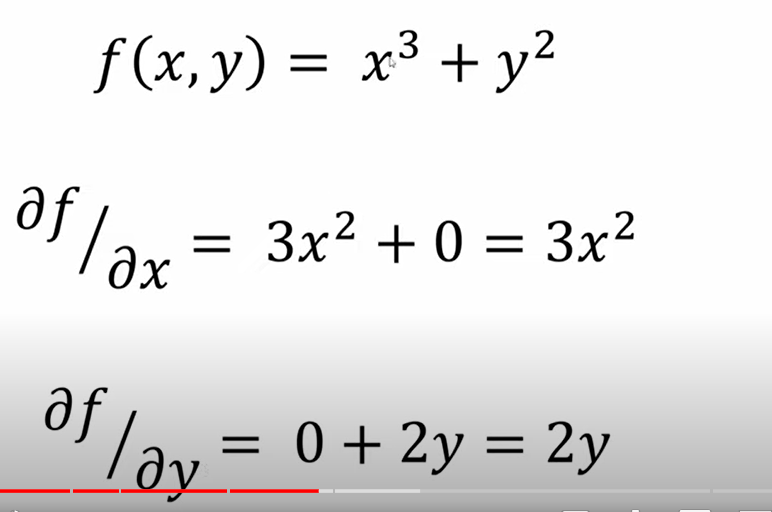 f(x, y) = x³ + y²
∂f/∂x = 3x² + 0 = 3x²
∂f/∂y = 0 + 2y = 2y